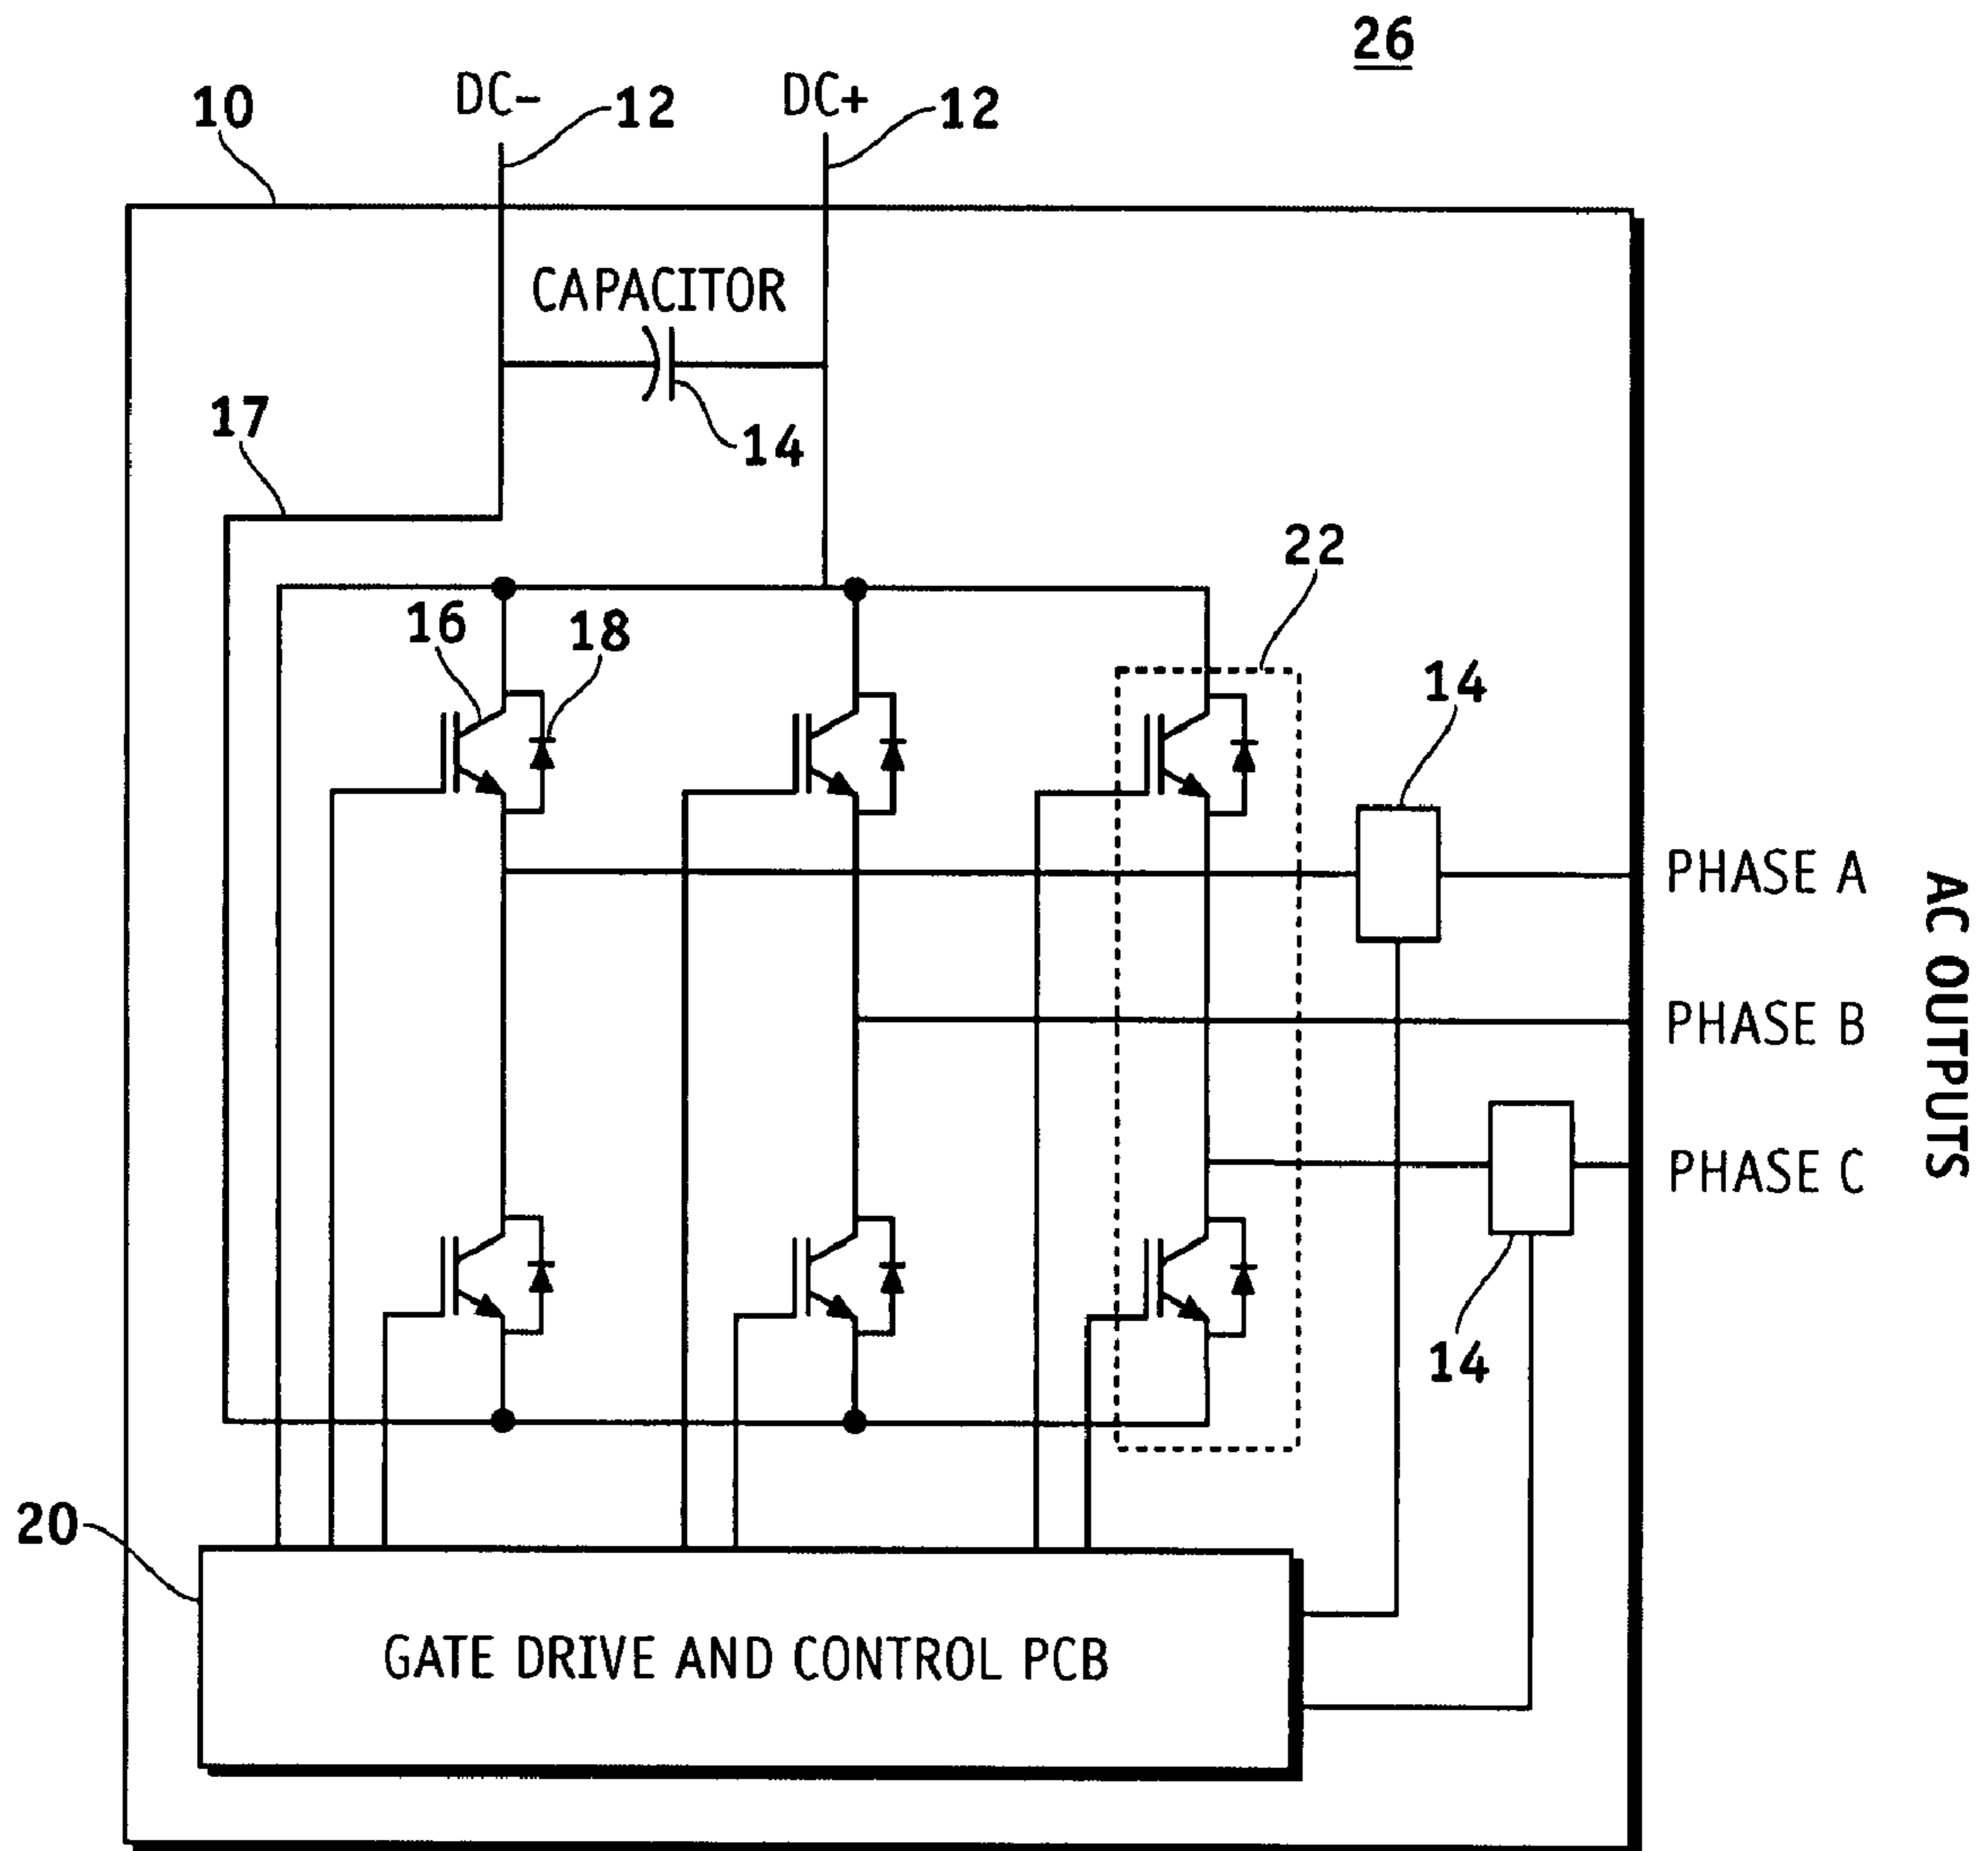 26
10
DC-
12
DC+
12
CAPACITOR
14
17
22
16
18
14
PHASE A
PHASE B
PHASE C
AC OUTPUTS
14
20
GATE DRIVE AND CONTROL PCB